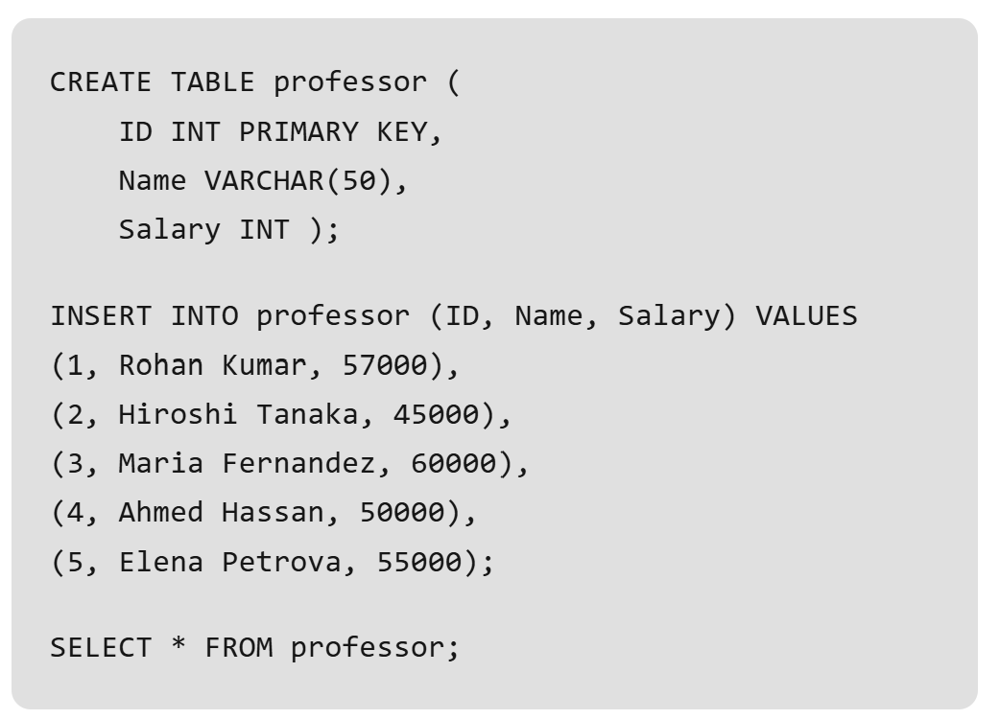 CREATE TABLE professor (
ID INT PRIMARY KEY,
Name VARCHAR(50),
Salary INT );
INSERT INTO professor (ID, Name, Salary) VALUES
(1, Rohan Kumar, 57000),
(2, Hiroshi Tanaka, 45000),
(3, Maria Fernandez, 60000),
(4, Ahmed Hassan, 50000),
(5, Elena Petrova, 55000);
SELECT * FROM professor;